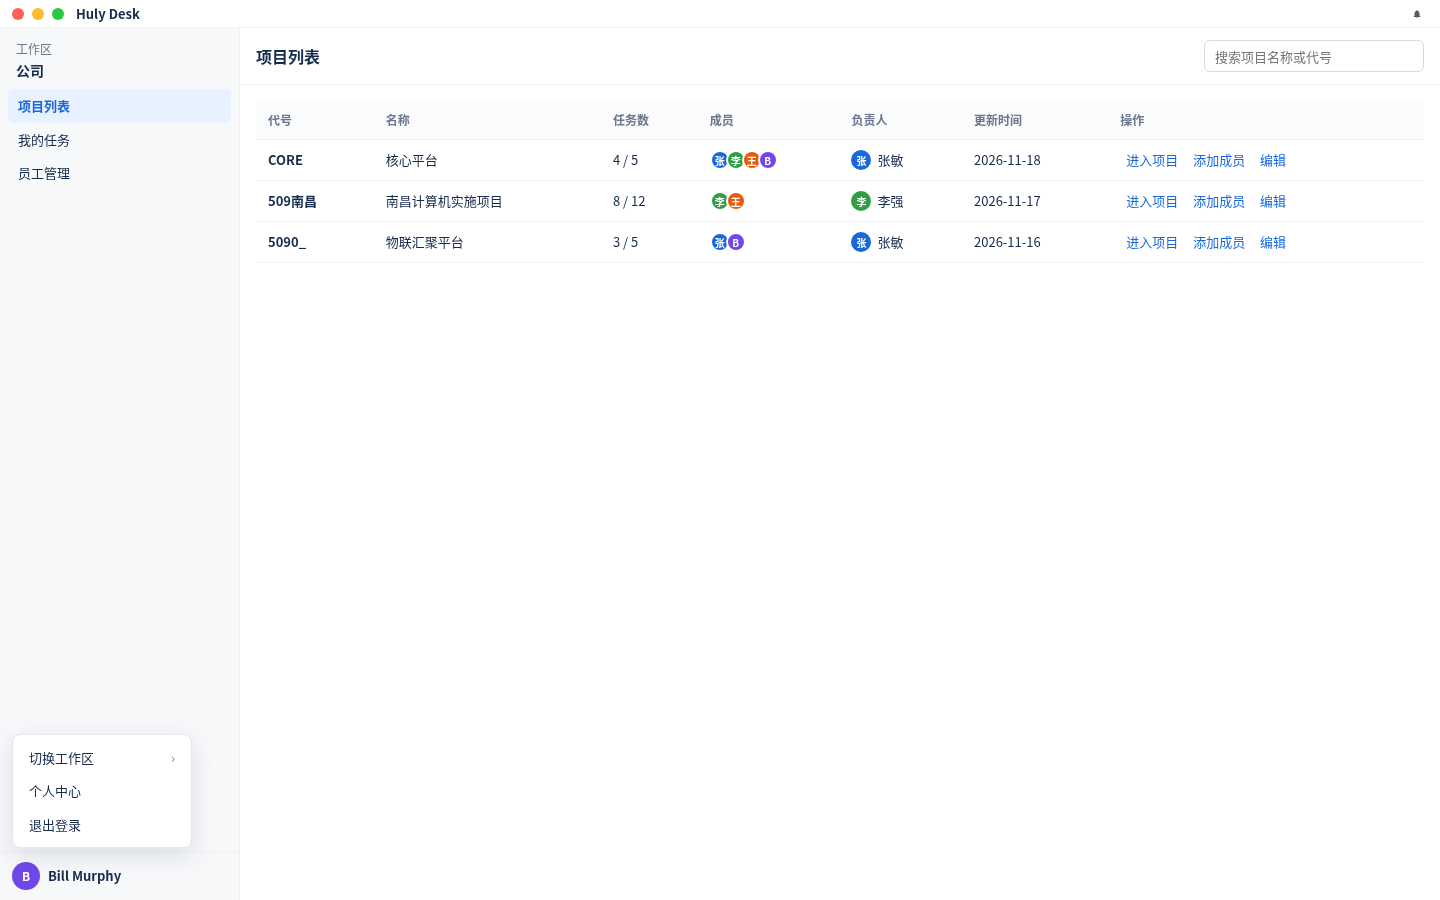 Huly Desk
工作区
公司
项目列表
我的任务
员工管理
项目列表
搜索项目名称或代号
代号 名称 任务数 成员 负责人 更新时间 操作
CORE 核心平台 4 / 5 张 李 王 B 张 张敏 2026-11-18 进入项目 添加成员 编辑
509南昌 南昌计算机实施项目 8 / 12 李 王 李 李强 2026-11-17 进入项目 添加成员 编辑
5090_ 物联汇聚平台 3 / 5 张 B 张 张敏 2026-11-16 进入项目 添加成员 编辑
切换工作区 ›
个人中心
退出登录
B Bill Murphy